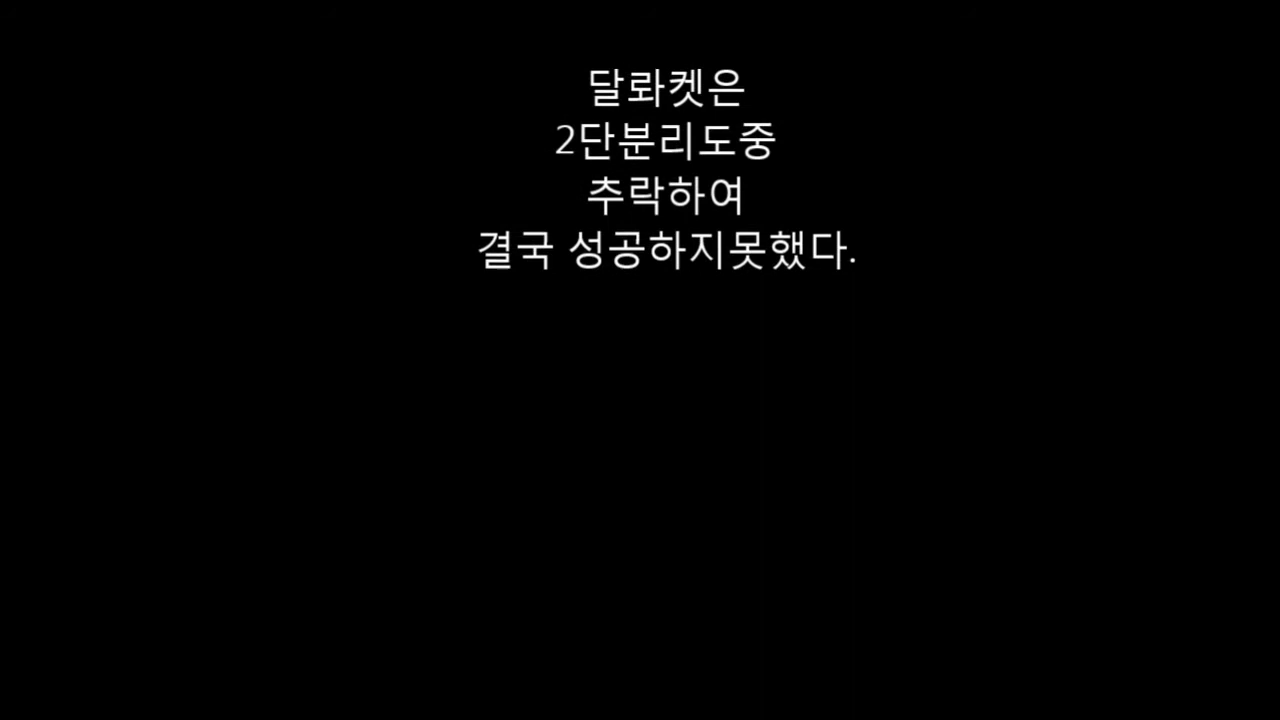 달롸켓은
2단분리도중
추락하여
결국 성공하지못했다.